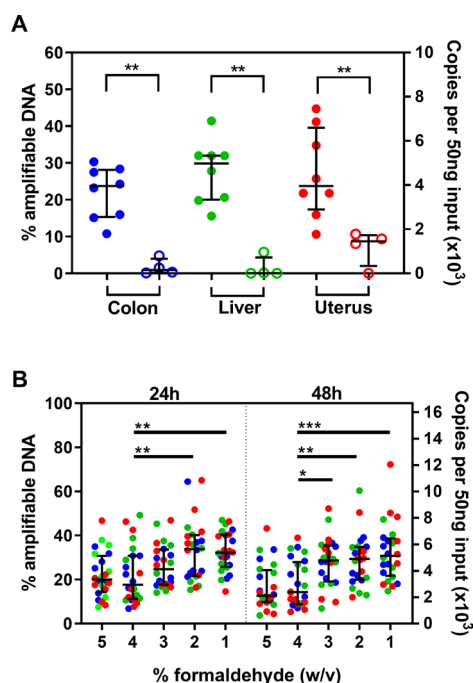 A
% amplifiable DNA
60
50
40
30
20
10
0
** ** **
10
8
6
4
2
0
Copies per 50ng input (x10³)
Colon Liver Uterus
B
24h 48h
% amplifiable DNA
100
80
60
40
20
0
** ***
** **
*
16
14
12
10
8
6
4
2
0
Copies per 50ng input (x10³)
5 4 3 2 1 5 4 3 2 1
% formaldehyde (w/v)